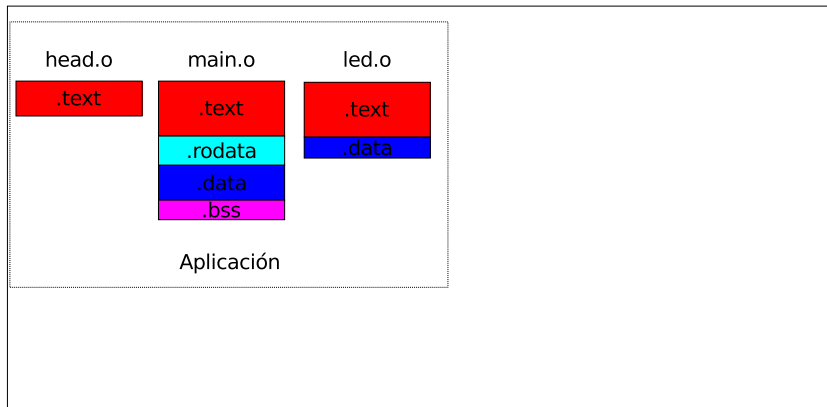 head.o
main.o
led.o
.text
.text
.text
.rodata
.data
.data
.bss
Aplicación